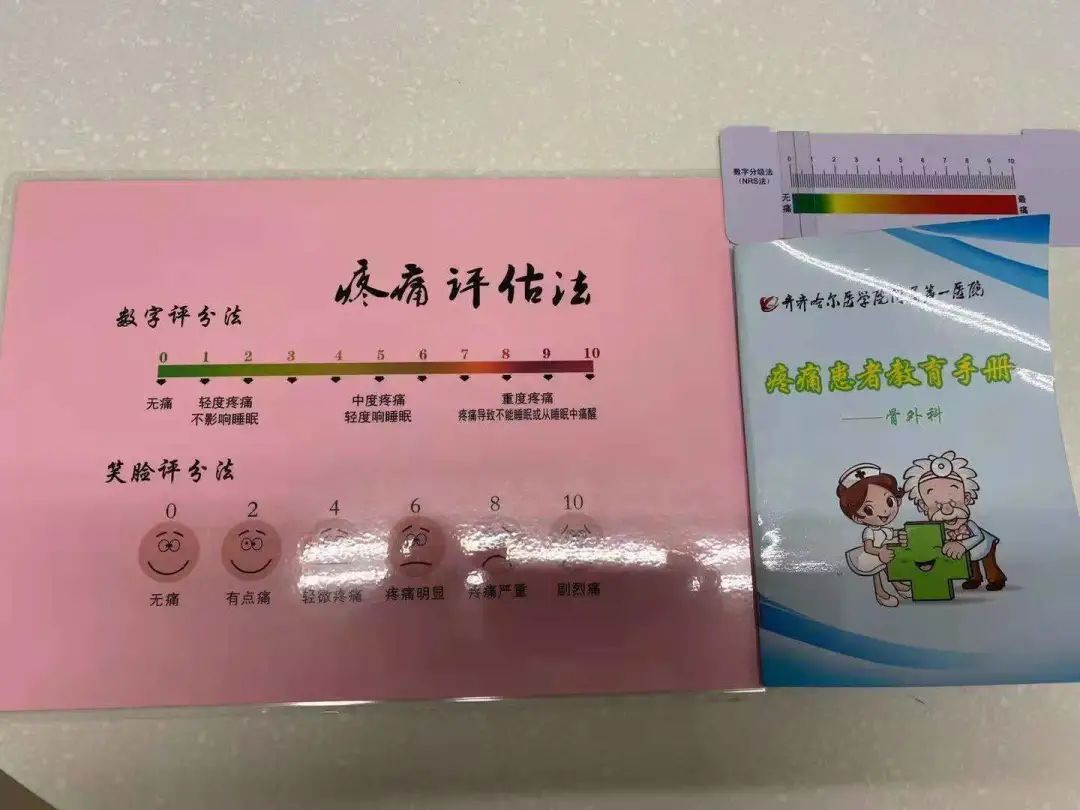 疼痛评估法
数字评分法
0 1 2 3 4 5 6 7 8 9 10
无痛 轻度疼痛 中度疼痛 重度疼痛
不影响睡眠 轻度响睡眠 疼痛导致不能睡眠或从睡眠中痛醒
笑脸评分法
0 2 4 6 8 10
无痛 有点痛 轻微疼痛 疼痛明显 疼痛严重 剧烈痛
数字分级法
(NRS法)
0 1 2 3 4 5 6 7 8 9 10
无痛 最痛
齐齐哈尔医学院附属第一医院
疼痛患者教育手册
——骨外科